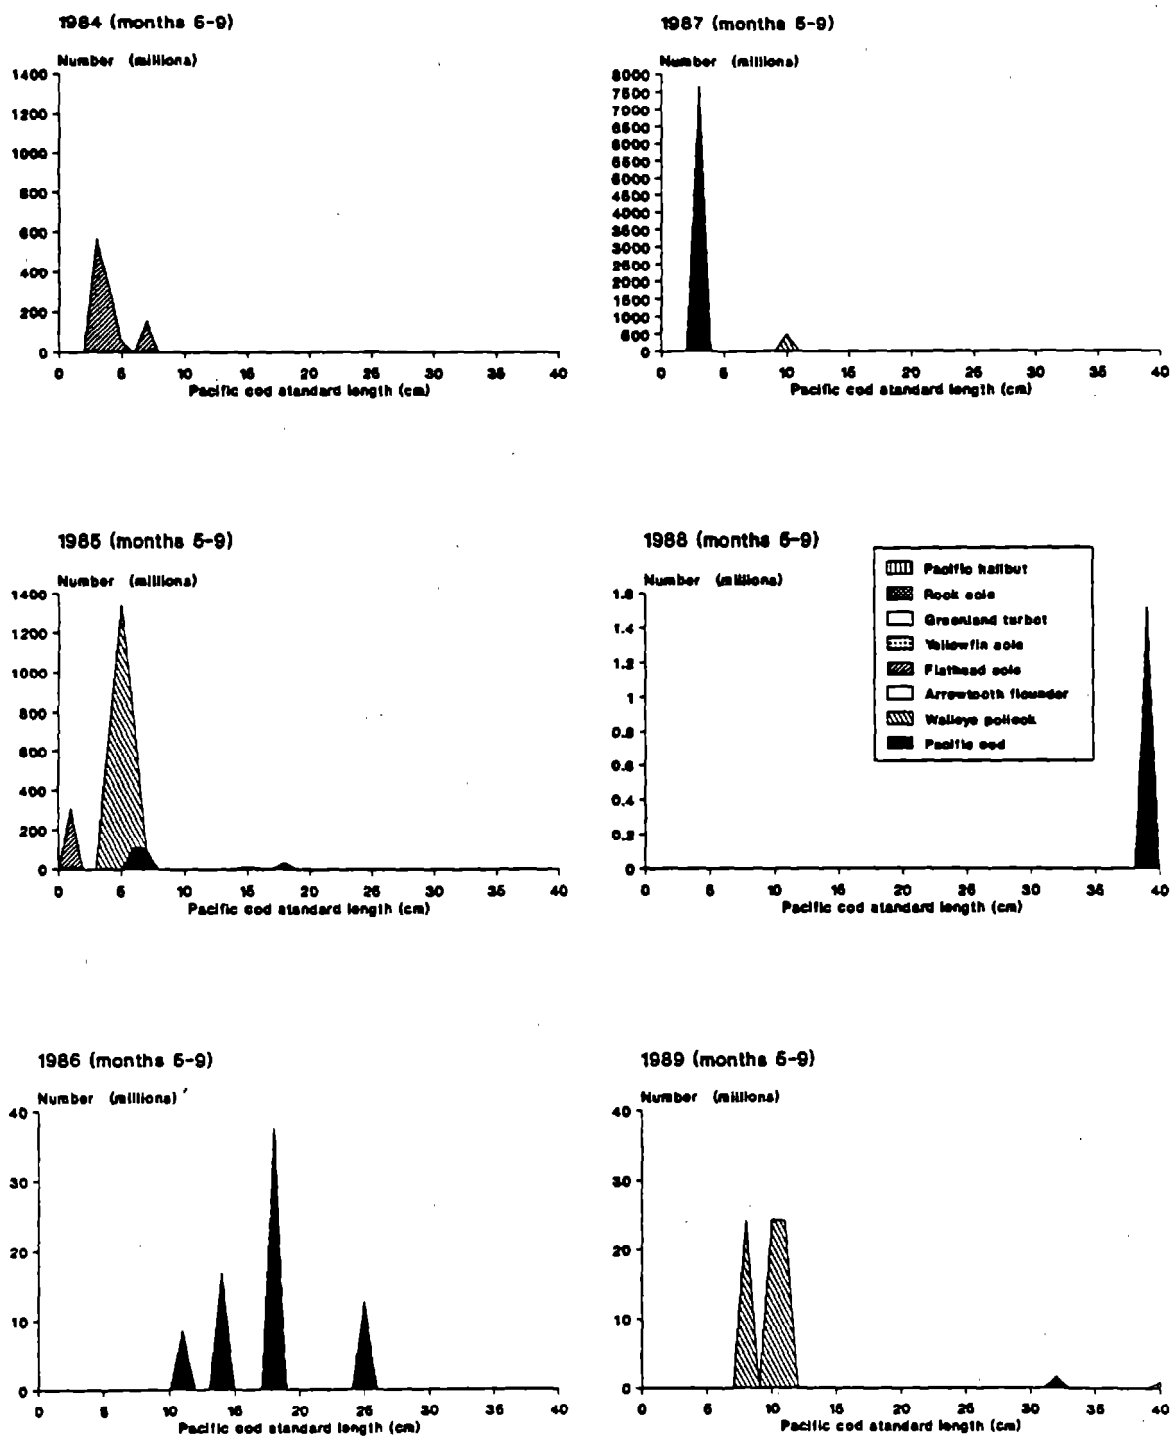 1984 (months 5-9)
Number (millions)
1400
1200
1000
800
600
400
200
0
0 5 10 15 20 25 30 35 40
Pacific cod standard length (cm)
1987 (months 5-9)
Number (millions)
8000
7500
7000
6500
6000
5500
5000
4500
4000
3500
3000
2500
2000
1500
1000
500
0
0 5 10 15 20 25 30 35 40
Pacific cod standard length (cm)
1985 (months 5-9)
Number (millions)
1400
1200
1000
800
600
400
200
0
0 5 10 15 20 25 30 35 40
Pacific cod standard length (cm)
1988 (months 5-9)
Number (millions)
1.6
1.4
1.2
1
0.8
0.6
0.4
0.2
0
0 5 10 15 20 25 30 35 40
Pacific cod standard length (cm)
Pacific halibut
Rock sole
Greenland turbot
Yellowfin sole
Flathead sole
Arrowtooth flounder
Walleye pollock
Pacific cod
1986 (months 5-9)
Number (millions)
40
30
20
10
0
0 5 10 15 20 25 30 35 40
Pacific cod standard length (cm)
1989 (months 5-9)
Number (millions)
40
30
20
10
0
0 5 10 15 20 25 30 35 40
Pacific cod standard length (cm)